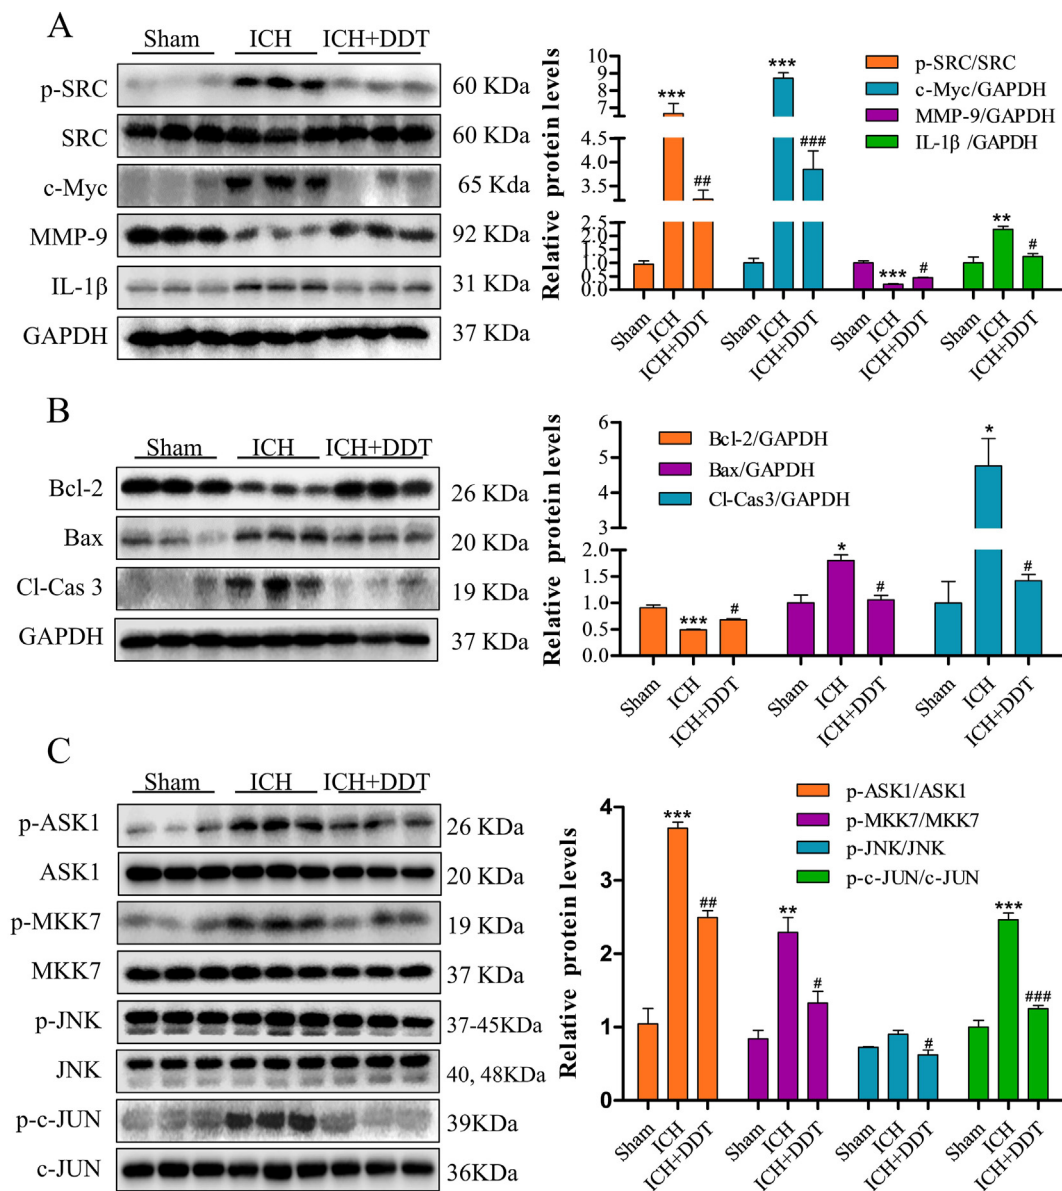 A
Sham ICH ICH+DDT
p-SRC 60 KDa
SRC 60 KDa
c-Myc 65 Kda
MMP-9 92 KDa
IL-1β 31 KDa
GAPDH 37 KDa
Relative protein levels
10
9
8
7
4.5
4.0
3.5
2.5
2.0
1.5
1.0
0.5
0.0
*** ## *** ### *** # ** #
p-SRC/SRC
c-Myc/GAPDH
MMP-9/GAPDH
IL-1β /GAPDH
Sham ICH ICH+DDT Sham ICH ICH+DDT Sham ICH ICH+DDT Sham ICH ICH+DDT
B
Sham ICH ICH+DDT
Bcl-2 26 KDa
Bax 20 KDa
Cl-Cas 3 19 KDa
GAPDH 37 KDa
Relative protein levels
6
5
4
3
2.0
1.5
1.0
0.5
0.0
*** # * # * #
Bcl-2/GAPDH
Bax/GAPDH
Cl-Cas3/GAPDH
Sham ICH ICH+DDT Sham ICH ICH+DDT Sham ICH ICH+DDT
C
Sham ICH ICH+DDT
p-ASK1 26 KDa
ASK1 20 KDa
p-MKK7 19 KDa
MKK7 37 KDa
p-JNK 37-45KDa
JNK 40, 48KDa
p-c-JUN 39KDa
c-JUN 36KDa
Relative protein levels
4
3
2
1
0
*** ## ** # # *** ###
p-ASK1/ASK1
p-MKK7/MKK7
p-JNK/JNK
p-c-JUN/c-JUN
Sham ICH ICH+DDT Sham ICH ICH+DDT Sham ICH ICH+DDT Sham ICH ICH+DDT